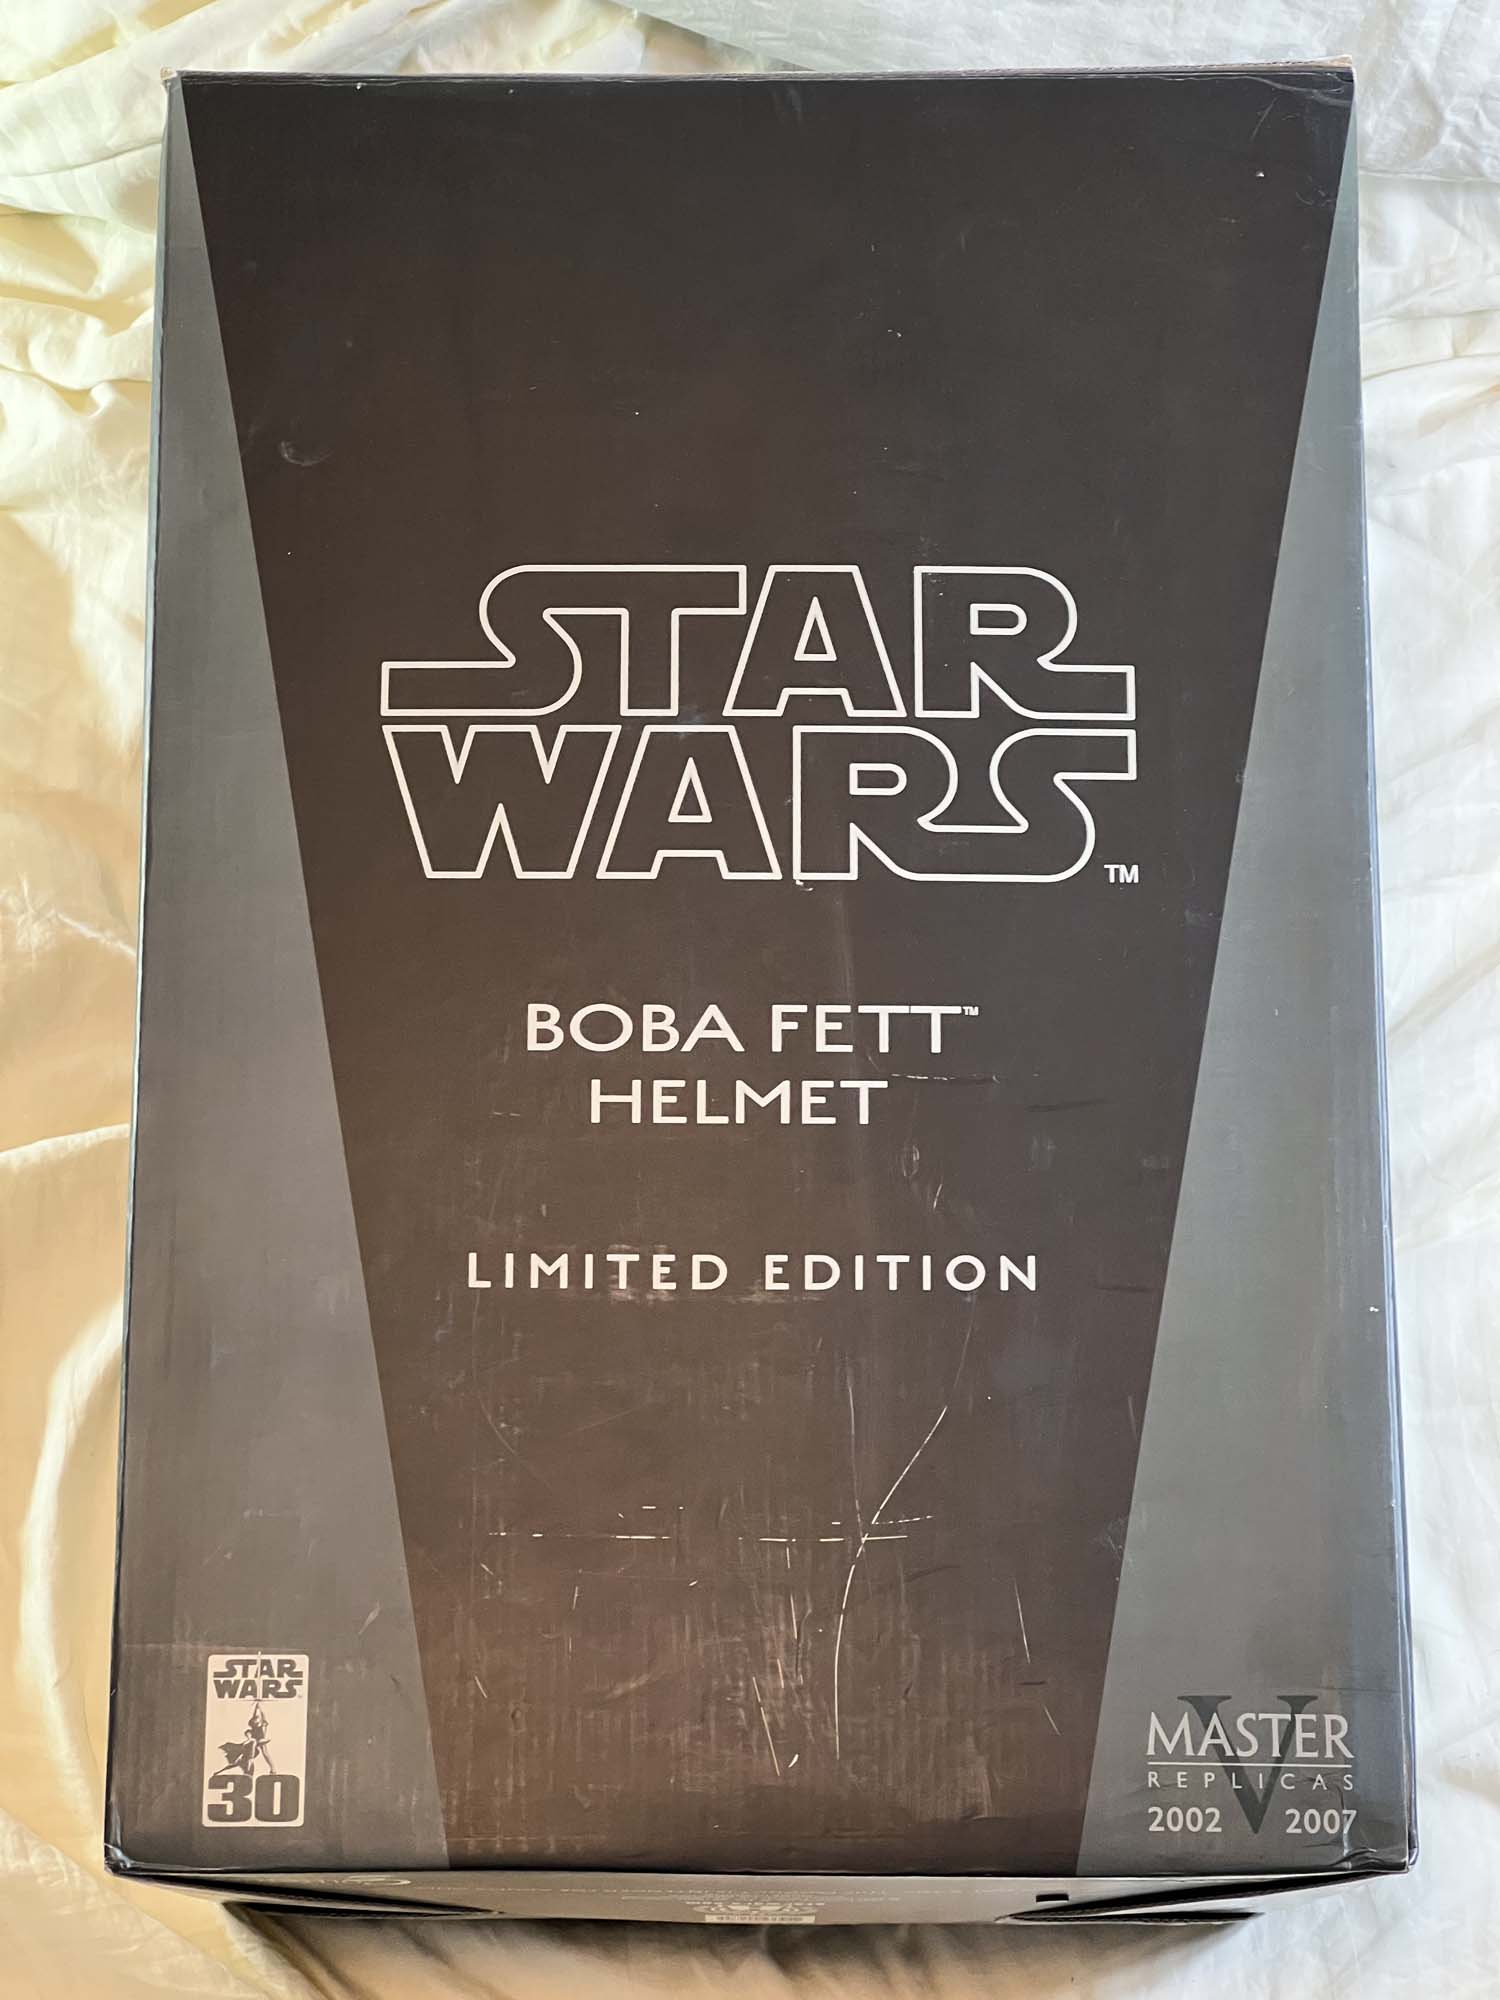 STAR
WARS
TM
BOBA FETT™
HELMET
LIMITED EDITION
STAR
WARS
30
V
MASTER
REPLICAS
2002 2007